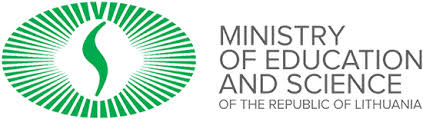 MINISTRY
OF EDUCATION
AND SCIENCE
OF THE REPUBLIC OF LITHUANIA